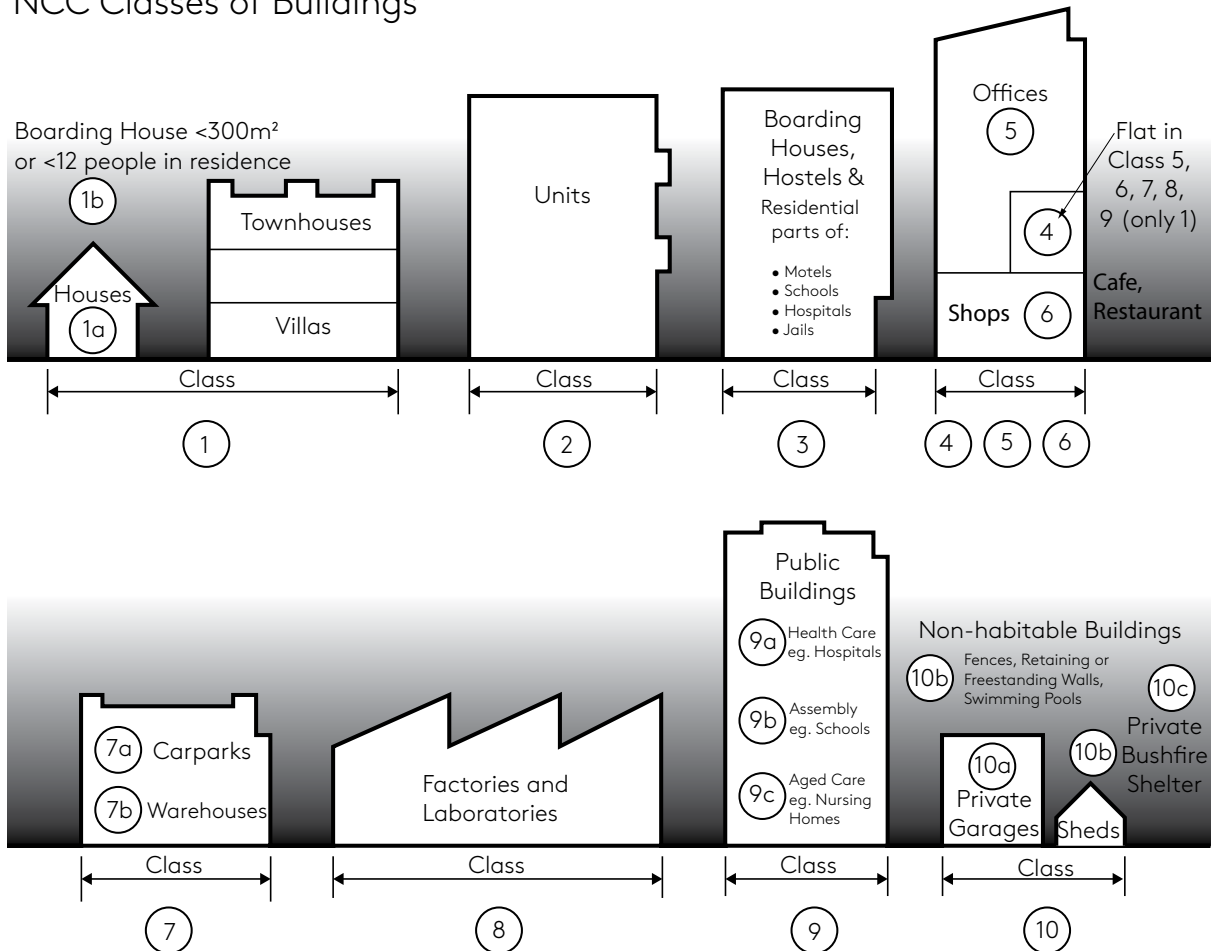 NCC Classes of Buildings
Boarding House <300m²
or <12 people in residence
1b
Houses
1a
Townhouses
Villas
Class
1
Units
Class
2
Boarding
Houses,
Hostels &
Residential
parts of:
• Motels
• Schools
• Hospitals
• Jails
Class
3
Offices
5
Flat in
Class 5,
6, 7, 8,
9 (only 1)
4
Shops
6
Cafe,
Restaurant
Class
4 5 6
7a Carparks
7b Warehouses
Class
7
Factories and
Laboratories
Class
8
Public
Buildings
9a Health Care
eg. Hospitals
9b Assembly
eg. Schools
9c Aged Care
eg. Nursing
Homes
Class
9
Non-habitable Buildings
10b Fences, Retaining or
Freestanding Walls,
Swimming Pools
10c
Private
Bushfire
Shelter
10a
Private
Garages
10b
Sheds
Class
10